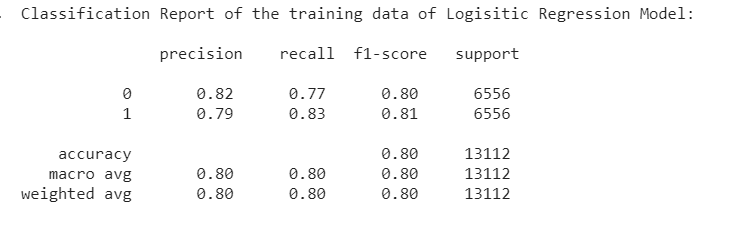 Classification Report of the training data of Logisitic Regression Model:
precision recall f1-score support
0 0.82 0.77 0.80 6556
1 0.79 0.83 0.81 6556
accuracy 0.80 13112
macro avg 0.80 0.80 0.80 13112
weighted avg 0.80 0.80 0.80 13112